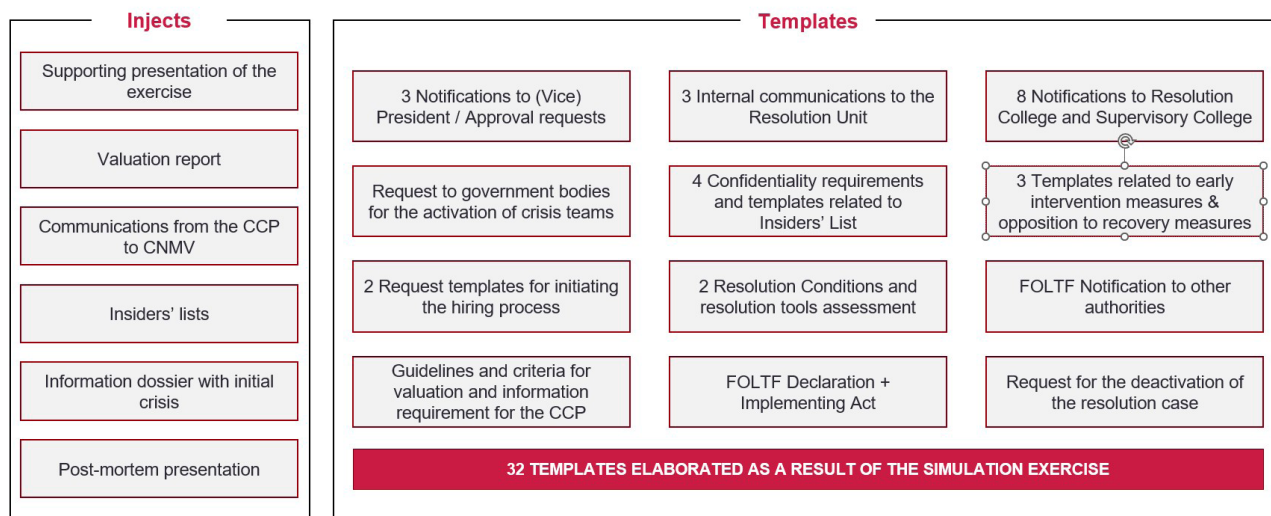 Injects
Supporting presentation of the
exercise
Valuation report
Communications from the CCP
to CNMV
Insiders' lists
Information dossier with initial
crisis
Post-mortem presentation
Templates
3 Notifications to (Vice)
President / Approval requests
3 Internal communications to the
Resolution Unit
8 Notifications to Resolution
College and Supervisory College
Request to government bodies
for the activation of crisis teams
4 Confidentiality requirements
and templates related to
Insiders' List
3 Templates related to early
intervention measures &
opposition to recovery measures
2 Request templates for initiating
the hiring process
2 Resolution Conditions and
resolution tools assessment
FOLTF Notification to other
authorities
Guidelines and criteria for
valuation and information
requirement for the CCP
FOLTF Declaration +
Implementing Act
Request for the deactivation of
the resolution case
32 TEMPLATES ELABORATED AS A RESULT OF THE SIMULATION EXERCISE